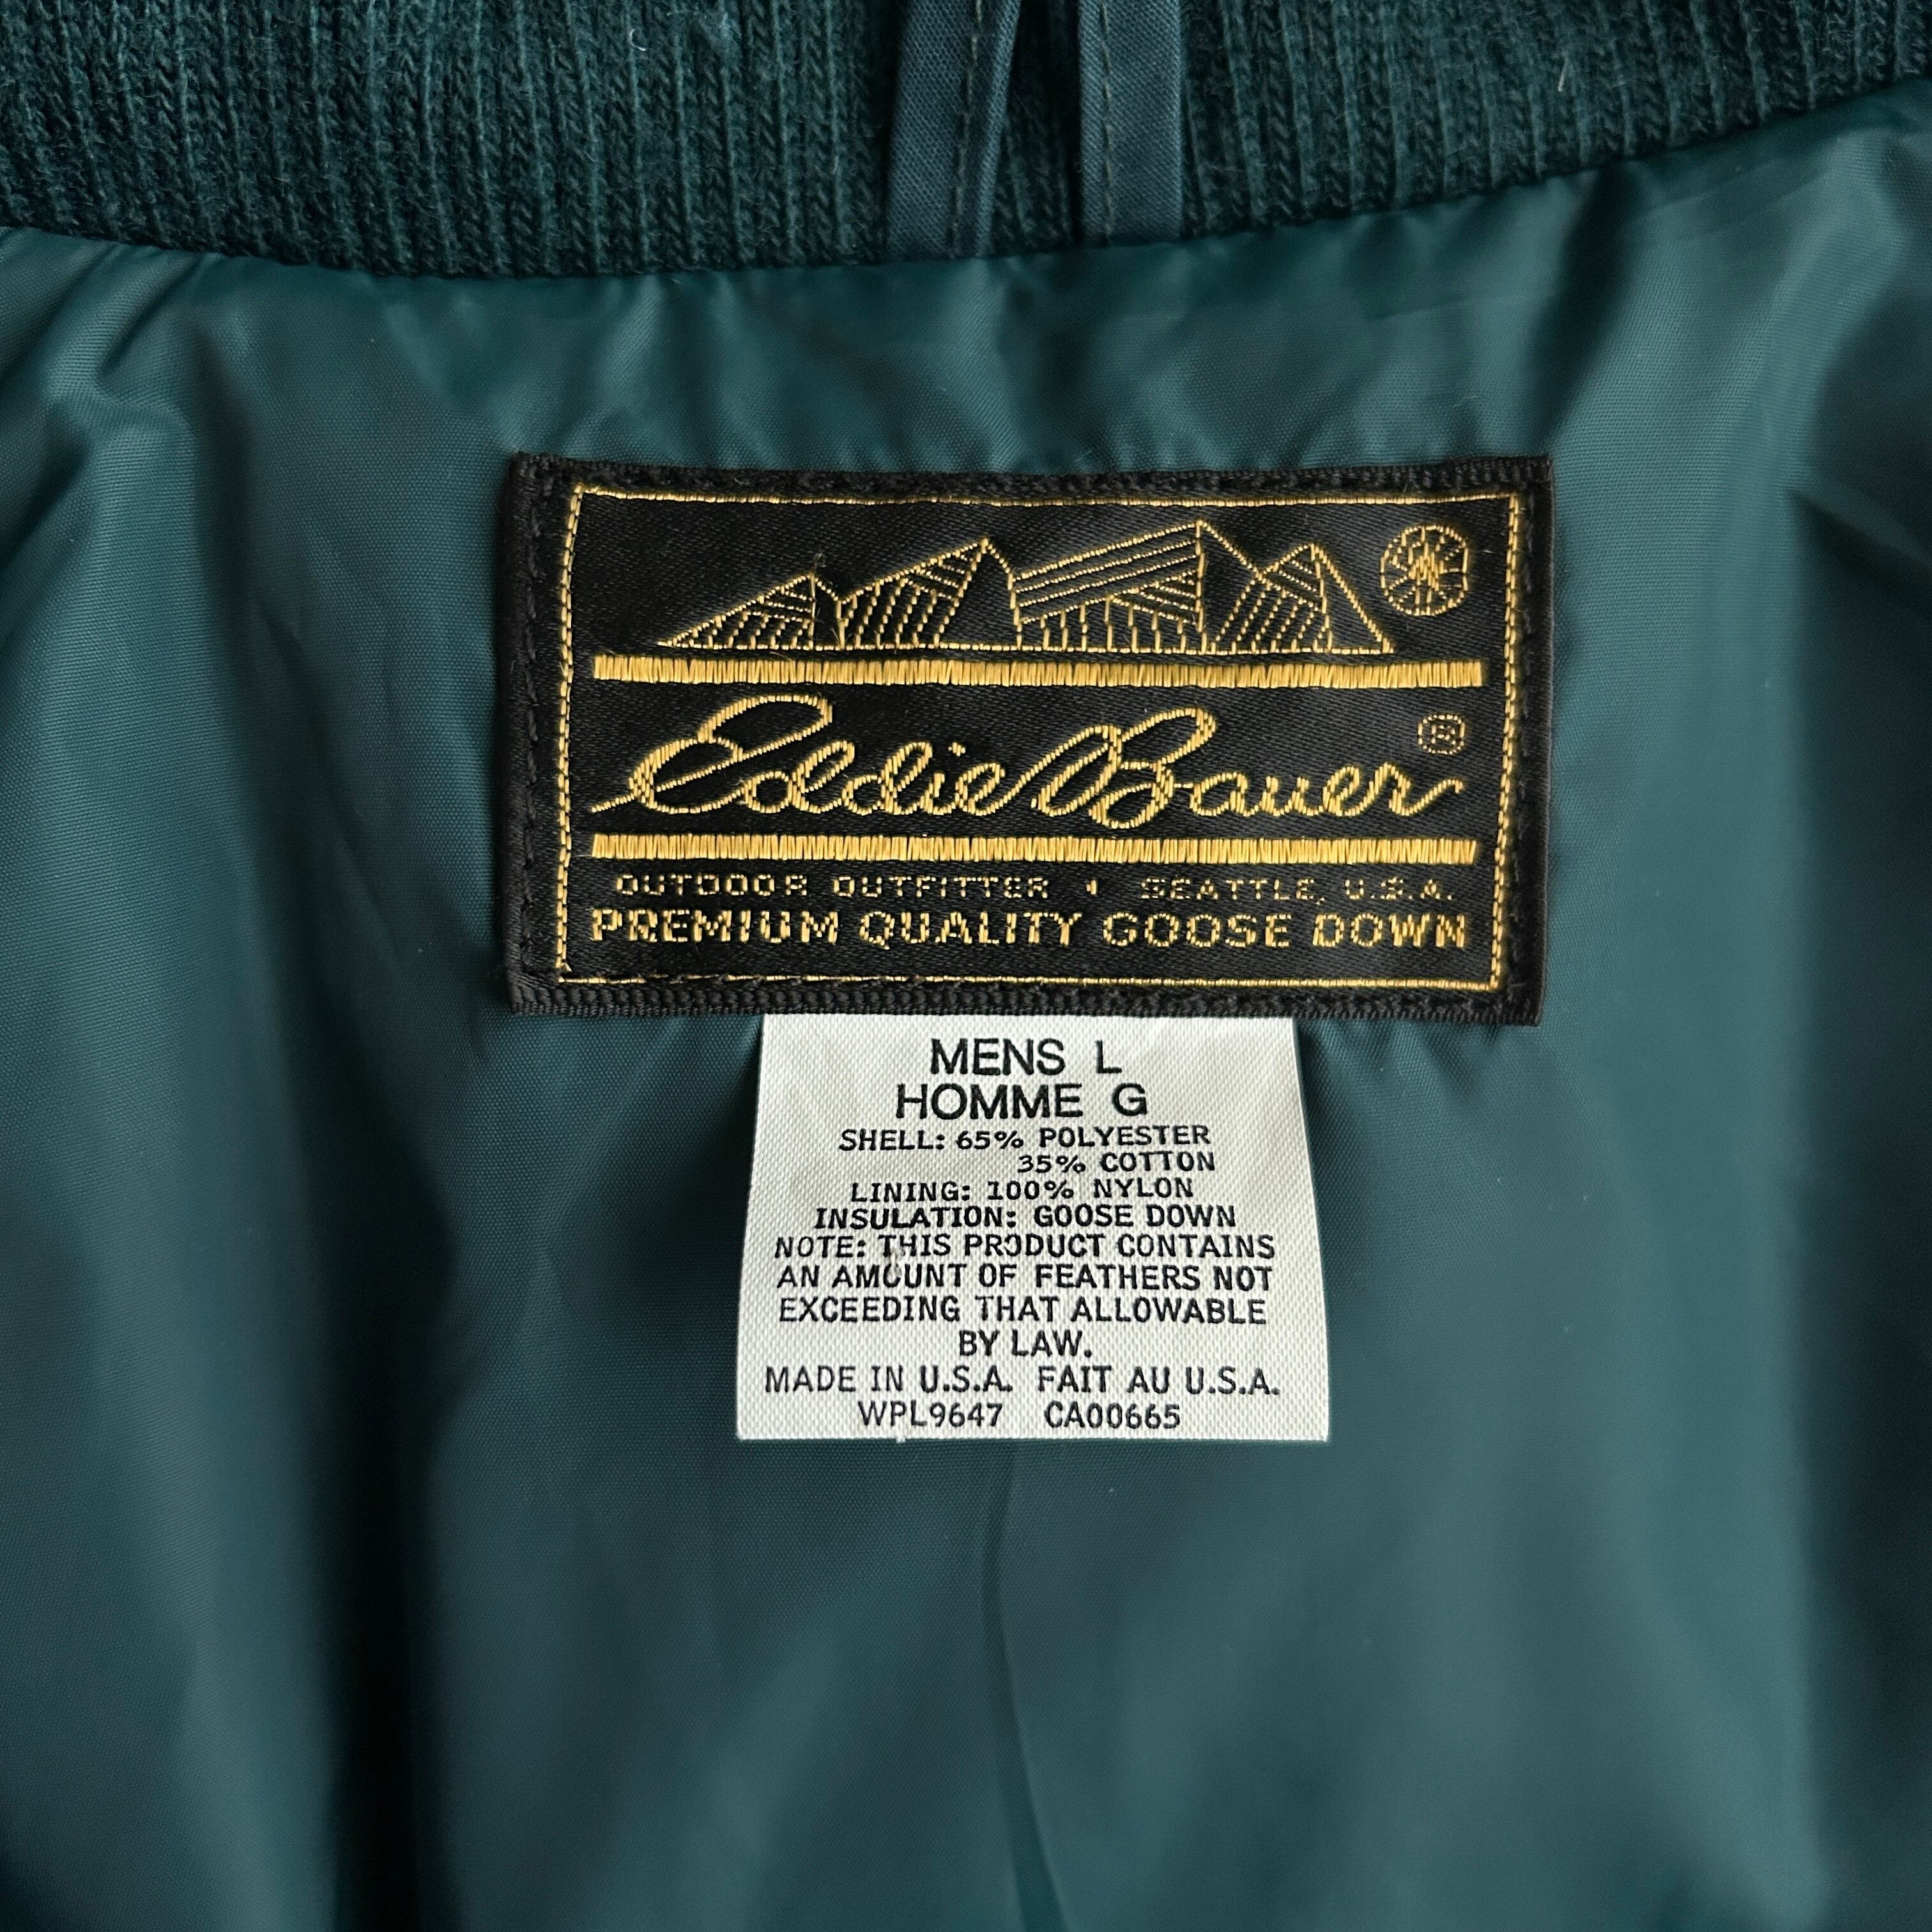 Eddie Bauer ®
OUTDOOR OUTFITTER • SEATTLE, U.S.A.
PREMIUM QUALITY GOOSE DOWN
MENS L
HOMME G
SHELL: 65% POLYESTER
35% COTTON
LINING: 100% NYLON
INSULATION: GOOSE DOWN
NOTE: THIS PRODUCT CONTAINS
AN AMOUNT OF FEATHERS NOT
EXCEEDING THAT ALLOWABLE
BY LAW.
MADE IN U.S.A. FAIT AU U.S.A.
WPL9647 CA00665